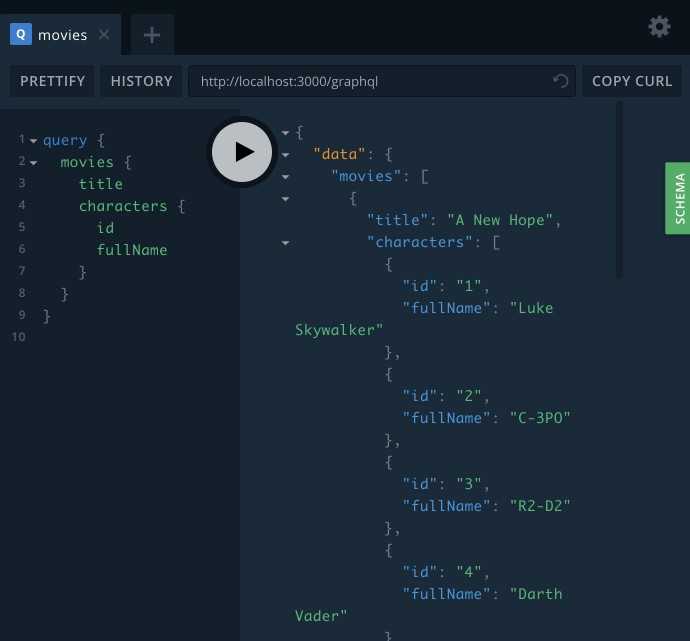 Q movies ✕ +
PRETTIFY HISTORY http://localhost:3000/graphql COPY CURL
1 query {
2 movies {
3 title
4 characters {
5 id
6 fullName
7 }
8 }
9 }
10
{
"data": {
"movies": [
{
"title": "A New Hope",
"characters": [
{
"id": "1",
"fullName": "Luke
Skywalker"
},
{
"id": "2",
"fullName": "C-3PO"
},
{
"id": "3",
"fullName": "R2-D2"
},
{
"id": "4",
"fullName": "Darth
Vader"
}
SCHEMA